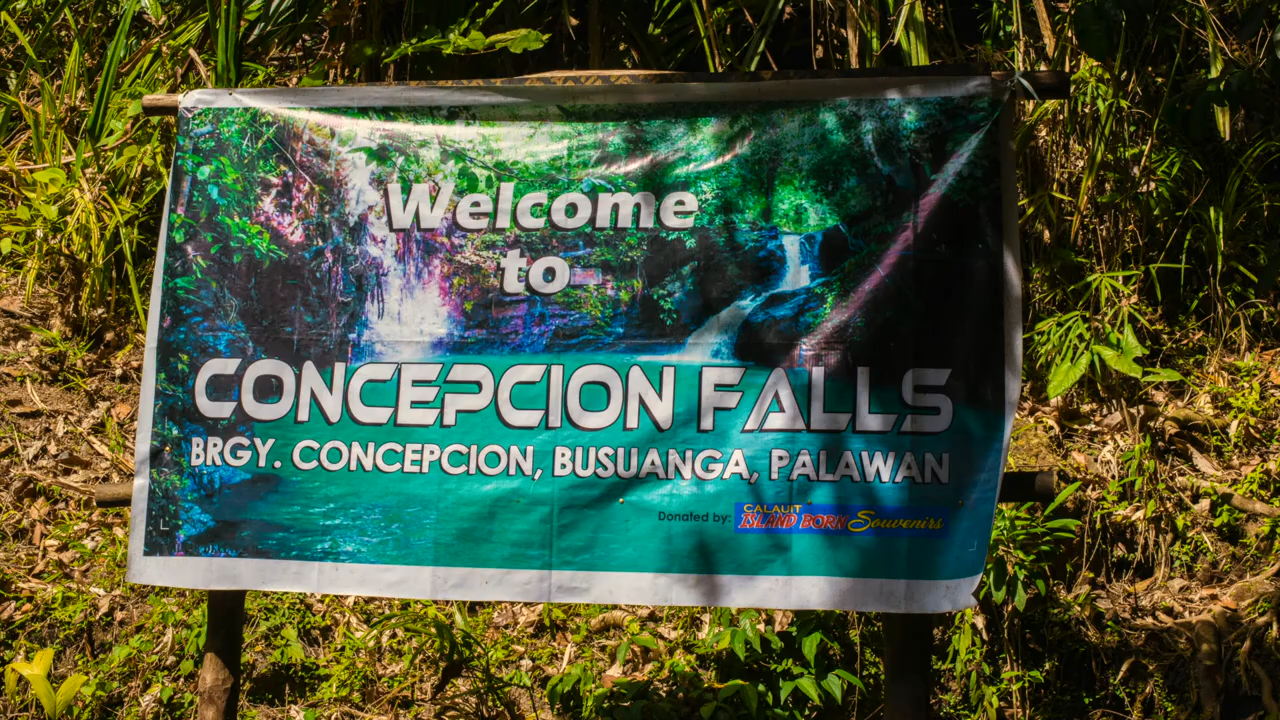 Welcome
to
CONCEPCION FALLS
BRGY. CONCEPCION, BUSUANGA, PALAWAN
Donated by: CALAUIT ISLAND BORN Souvenirs